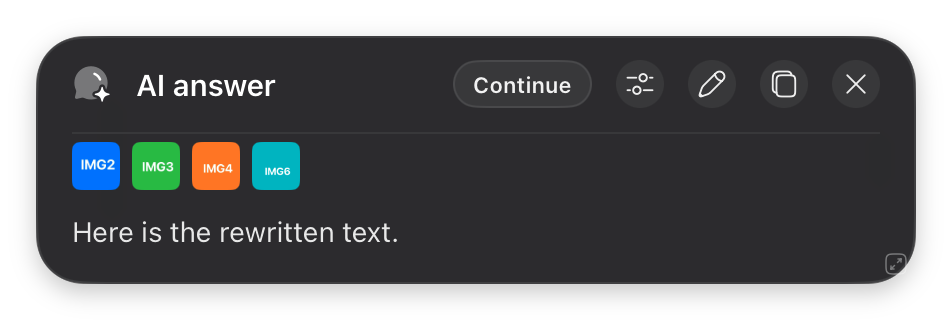 AI answer
Continue
IMG2 IMG3 IMG4 IMG6
Here is the rewritten text.